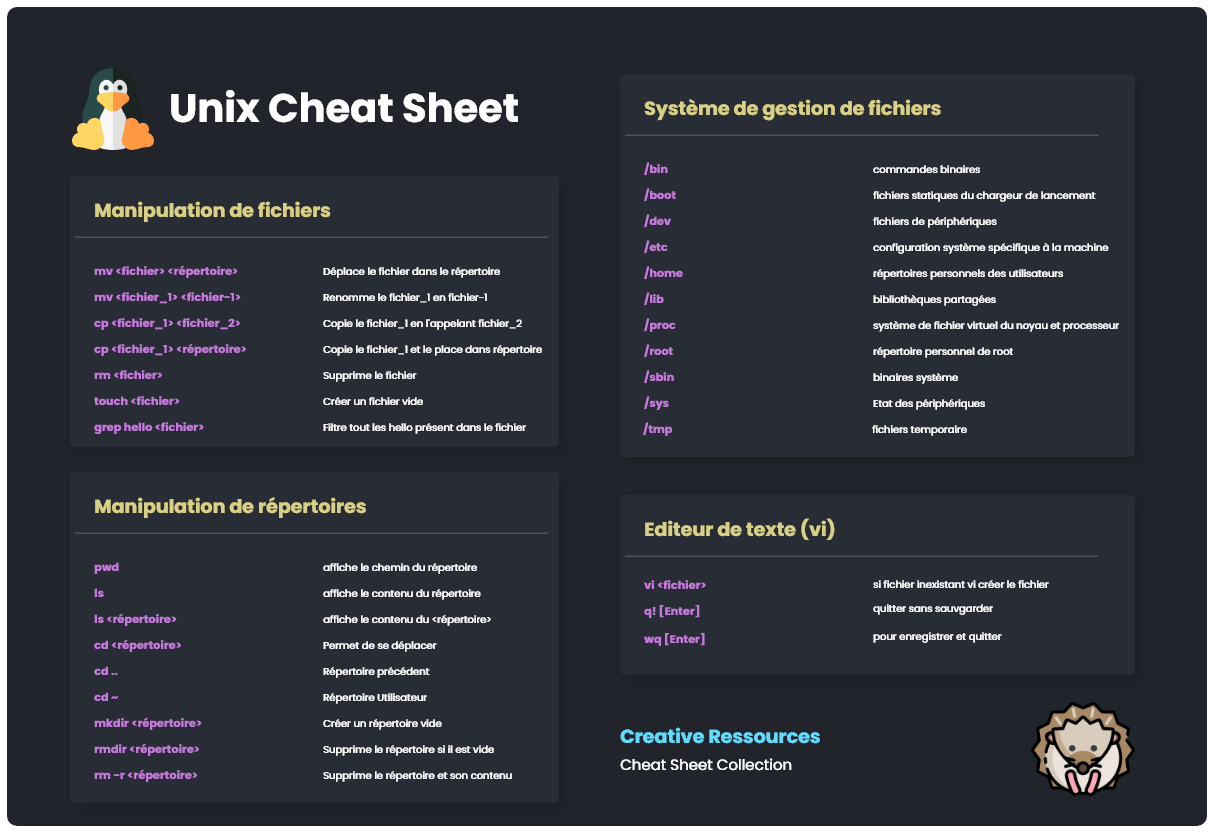 Unix Cheat Sheet
Manipulation de fichiers
mv <fichier> <répertoire> Déplace le fichier dans le répertoire
mv <fichier_1> <fichier-1> Renomme le fichier_1 en fichier-1
cp <fichier_1> <fichier_2> Copie le fichier_1 en l'appelant fichier_2
cp <fichier_1> <répertoire> Copie le fichier_1 et le place dans répertoire
rm <fichier> Supprime le fichier
touch <fichier> Créer un fichier vide
grep hello <fichier> Filtre tout les hello présent dans le fichier
Manipulation de répertoires
pwd affiche le chemin du répertoire
ls affiche le contenu du répertoire
ls <répertoire> affiche le contenu du <répertoire>
cd <répertoire> Permet de se déplacer
cd .. Répertoire précédent
cd ~ Répertoire Utilisateur
mkdir <répertoire> Créer un répertoire vide
rmdir <répertoire> Supprime le répertoire si il est vide
rm -r <répertoire> Supprime le répertoire et son contenu
Système de gestion de fichiers
/bin commandes binaires
/boot fichiers statiques du chargeur de lancement
/dev fichiers de périphériques
/etc configuration système spécifique à la machine
/home répertoires personnels des utilisateurs
/lib bibliothèques partagées
/proc système de fichier virtuel du noyau et processeur
/root répertoire personnel de root
/sbin binaires système
/sys Etat des périphériques
/tmp fichiers temporaire
Editeur de texte (vi)
vi <fichier> si fichier inexistant vi créer le fichier
q! [Enter] quitter sans sauvgarder
wq [Enter] pour enregistrer et quitter
Creative Ressources
Cheat Sheet Collection